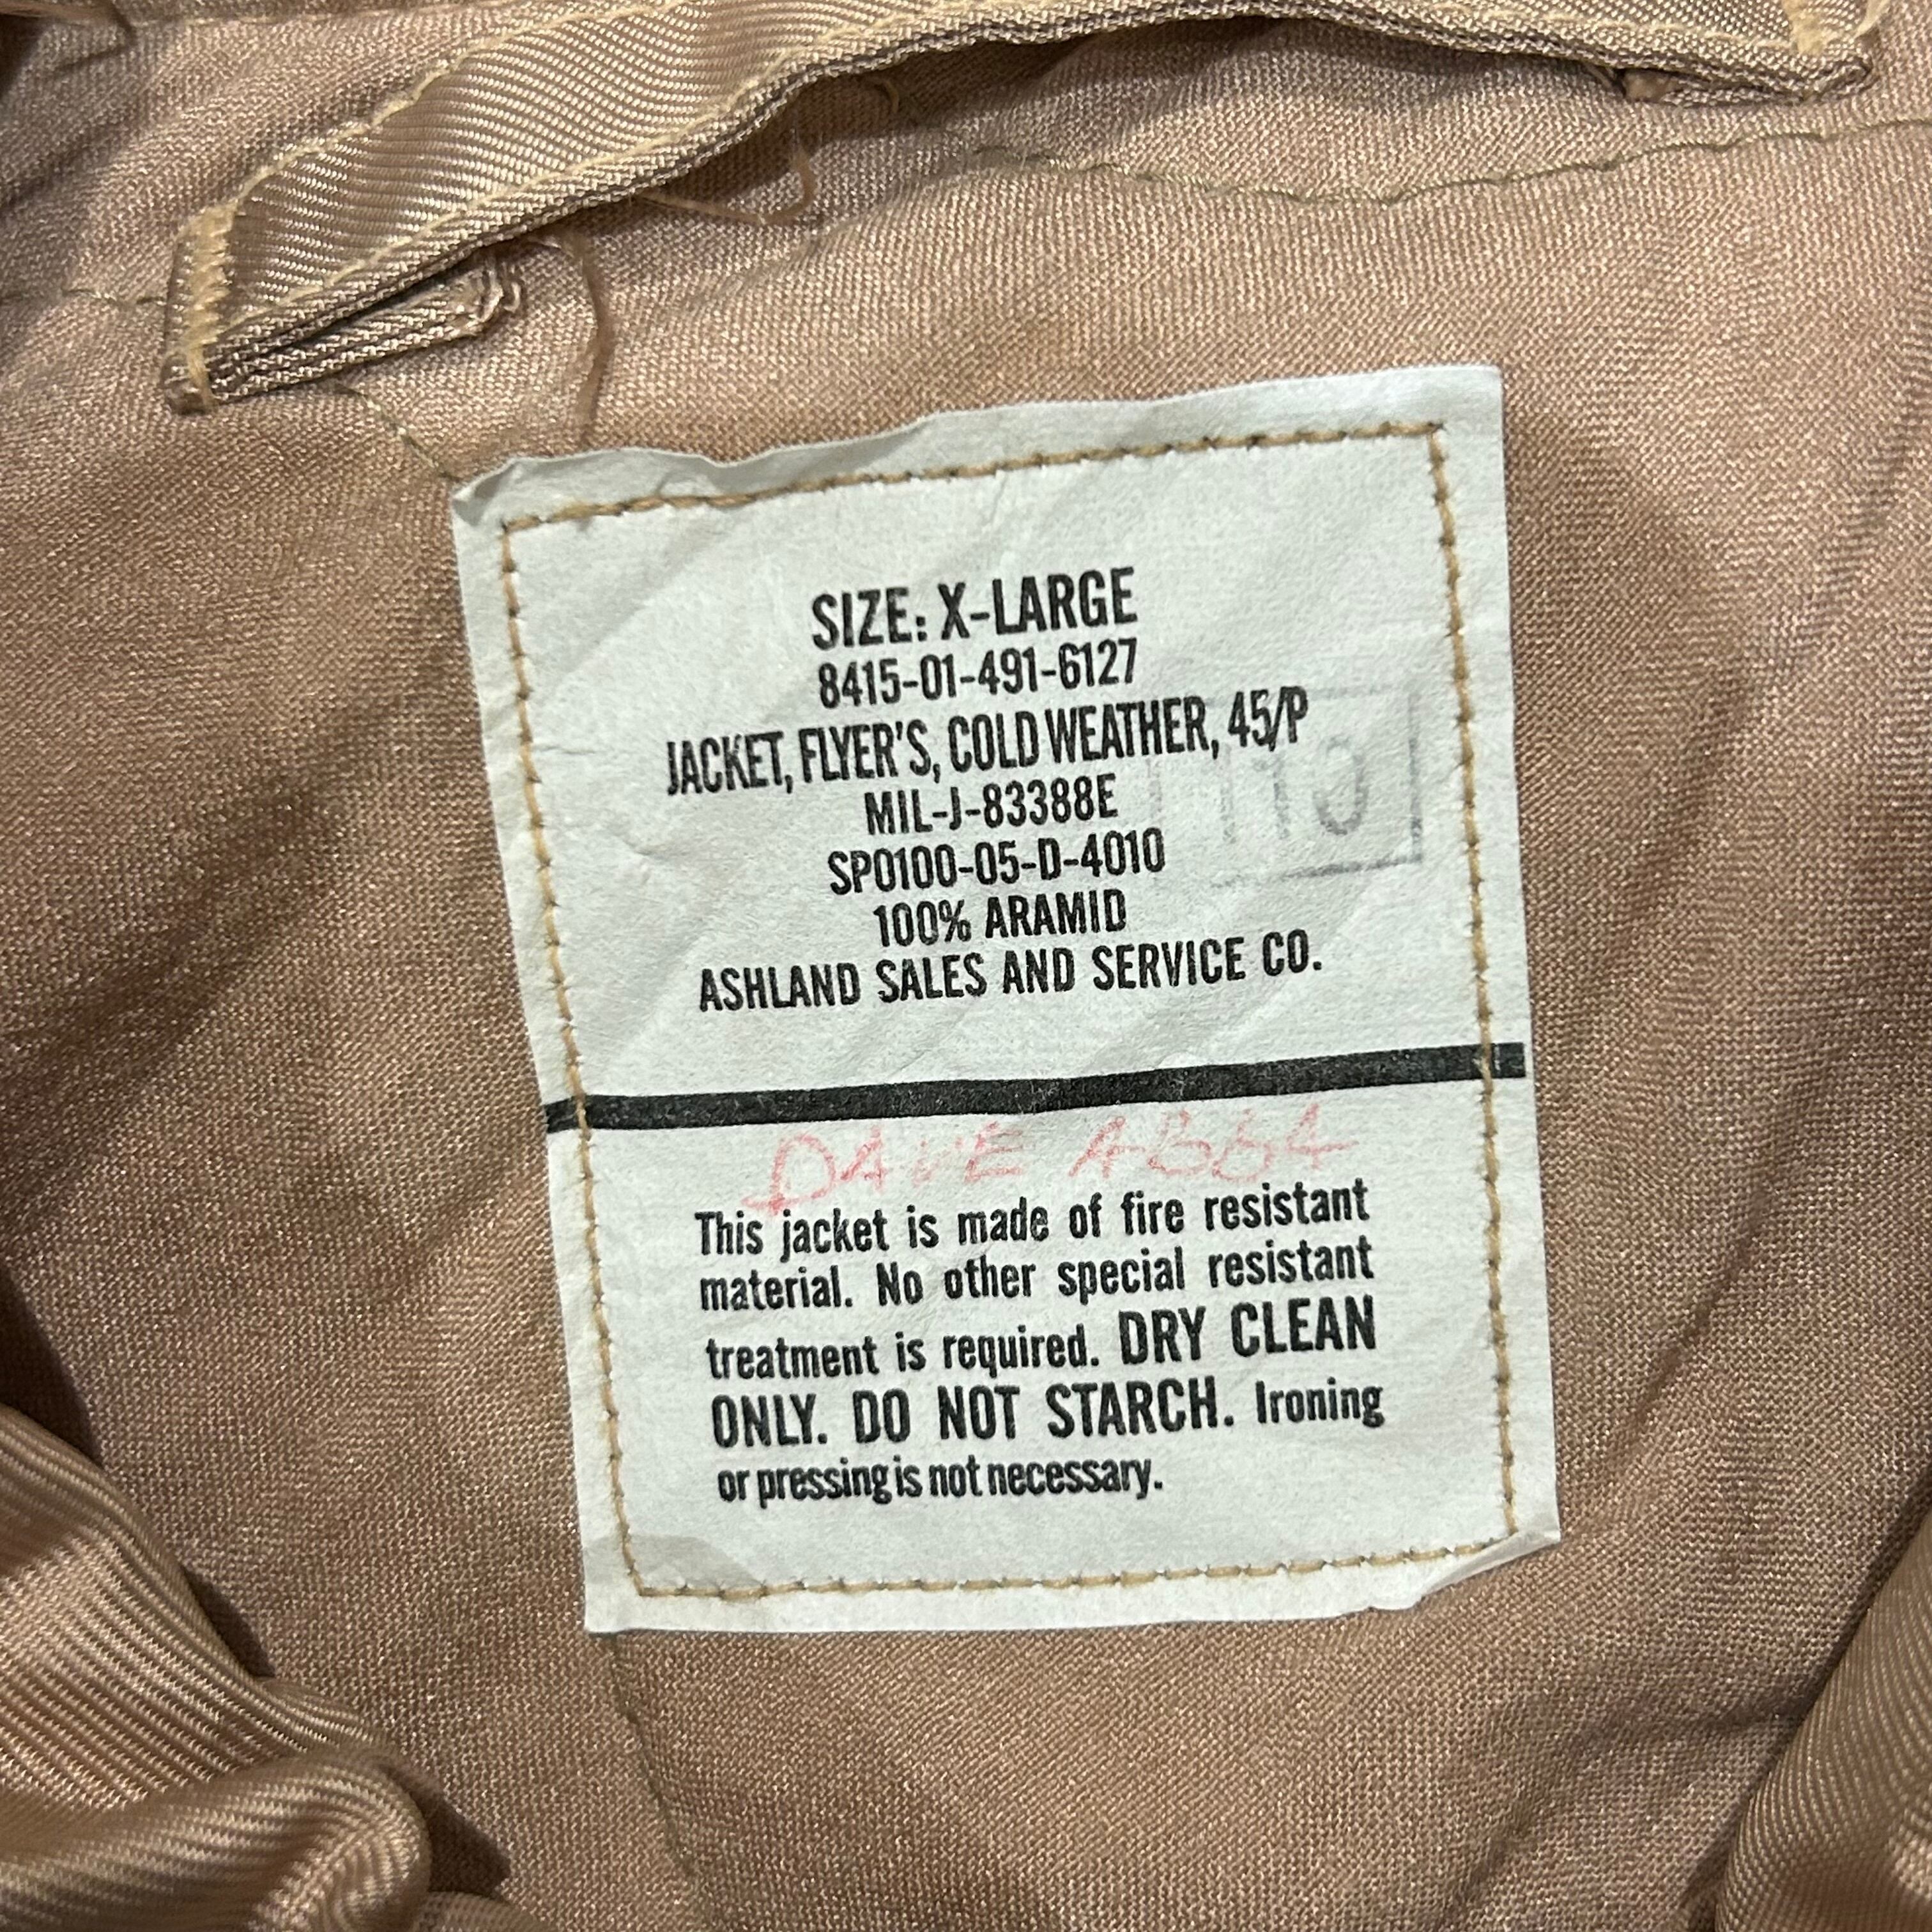 SIZE: X-LARGE
8415-01-491-6127
JACKET, FLYER'S, COLD WEATHER, 45/P
MIL-J-83388E
SP0100-05-D-4010
100% ARAMID
ASHLAND SALES AND SERVICE CO.
DAVE
This jacket is made of fire resistant
material. No other special resistant
treatment is required. DRY CLEAN
ONLY. DO NOT STARCH. Ironing
or pressing is not necessary.